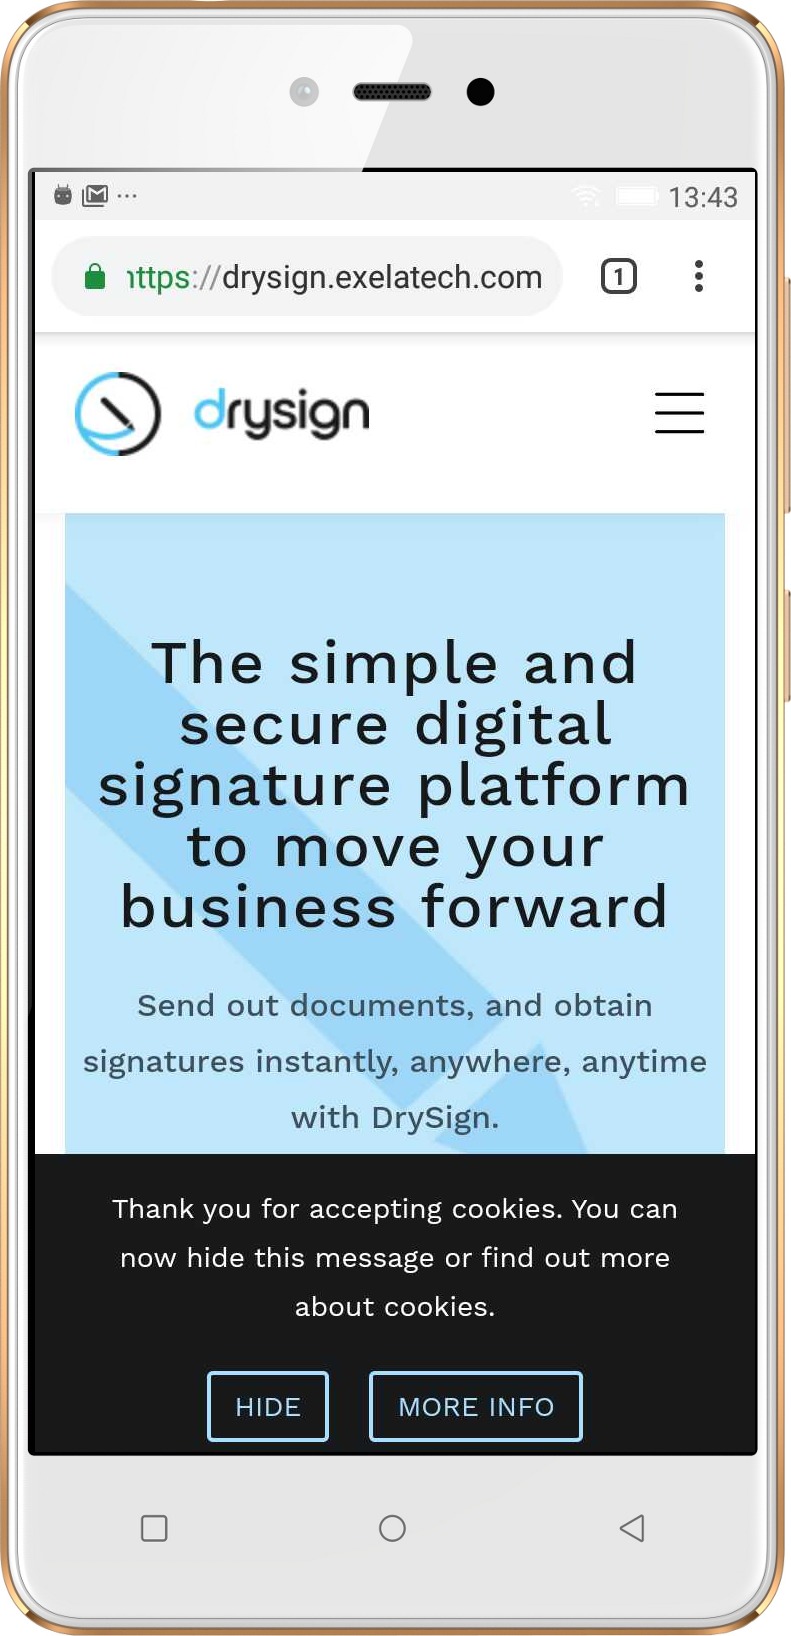 13:43
https://drysign.exelatech.com
1
drysign
The simple and
secure digital
signature platform
to move your
business forward
Send out documents, and obtain
signatures instantly, anywhere, anytime
with DrySign.
Thank you for accepting cookies. You can
now hide this message or find out more
about cookies.
HIDE
MORE INFO